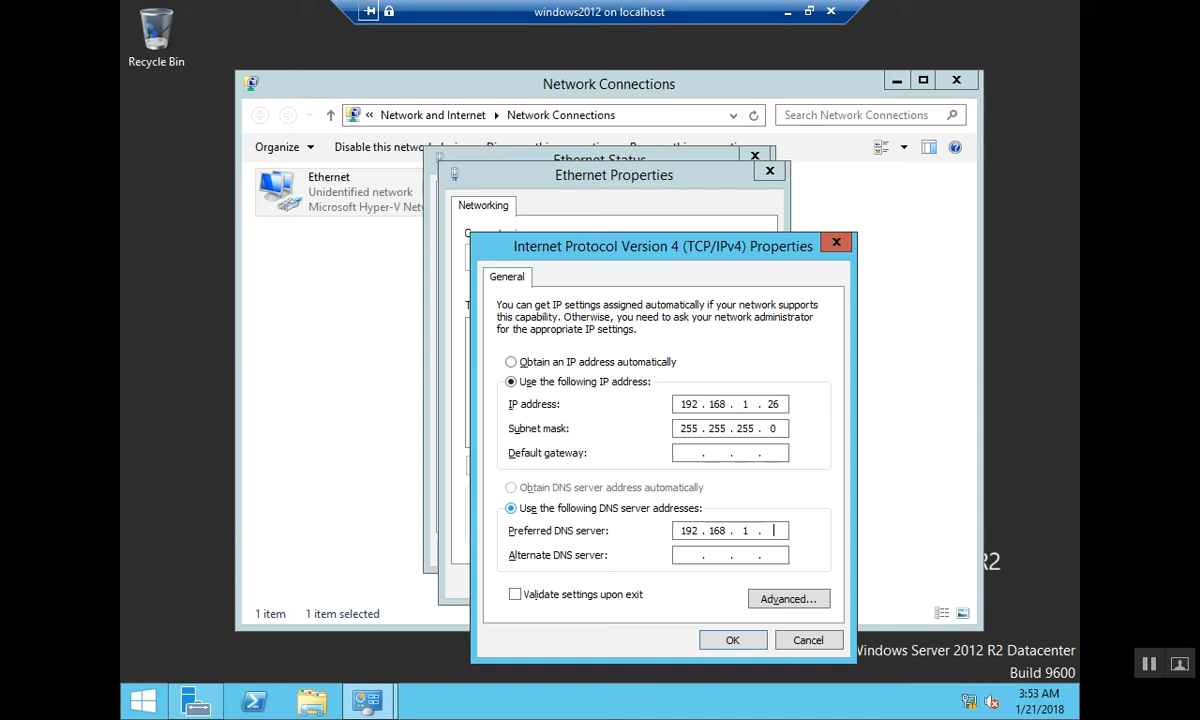 windows2012 on localhost
Recycle Bin
Network Connections
« Network and Internet Network Connections
Search Network Connections
Organize
Disable this netw
Ethernet
Unidentified network
Microsoft Hyper-V Net
Ethernet Status
Ethernet Properties
Networking
Internet Protocol Version 4 (TCP/IPv4) Properties
General
You can get IP settings assigned automatically if your network supports
this capability. Otherwise, you need to ask your network administrator
for the appropriate IP settings.
Obtain an IP address automatically
Use the following IP address:
IP address: 192 . 168 . 1 . 26
Subnet mask: 255 . 255 . 255 . 0
Default gateway: . . .
Obtain DNS server address automatically
Use the following DNS server addresses:
Preferred DNS server: 192 . 168 . 1 .
Alternate DNS server: . . .
Validate settings upon exit
Advanced...
OK
Cancel
1 item 1 item selected
R2
Windows Server 2012 R2 Datacenter
Build 9600
3:53 AM
1/21/2018